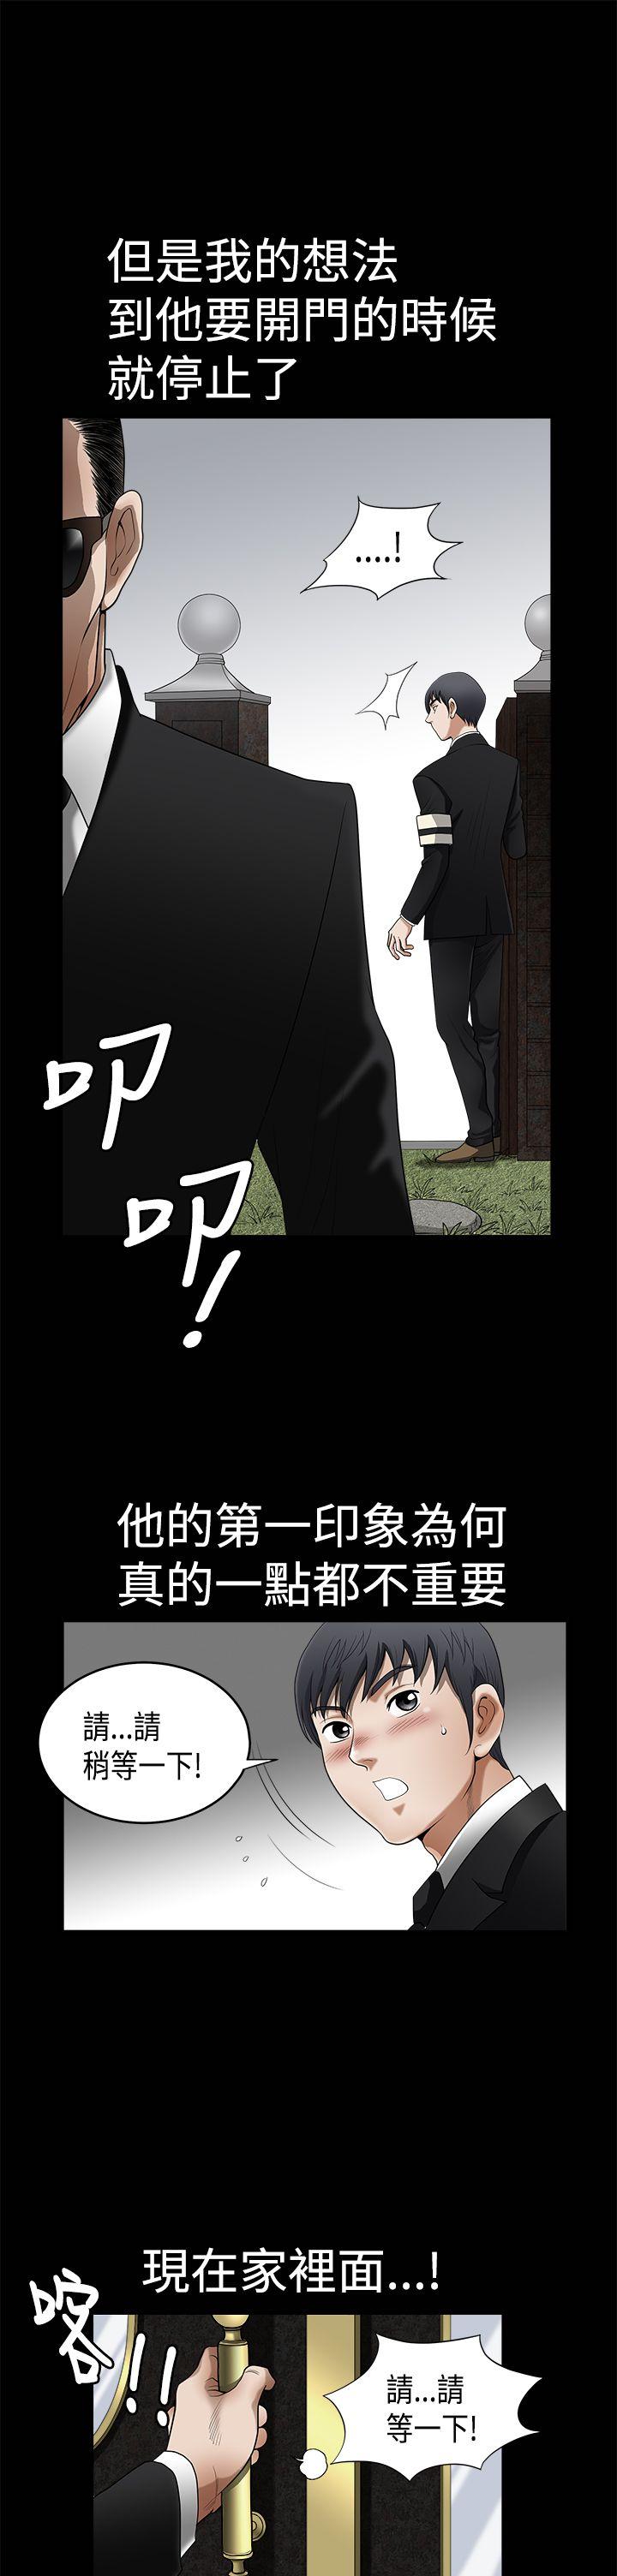 但是我的想法
到他要開門的時候
就停止了
....!
叩
叩!
他的第一印象為何
真的一點都不重要
請...請
稍等一下!
現在家裡面...!
喀!!
請...請
等一下!